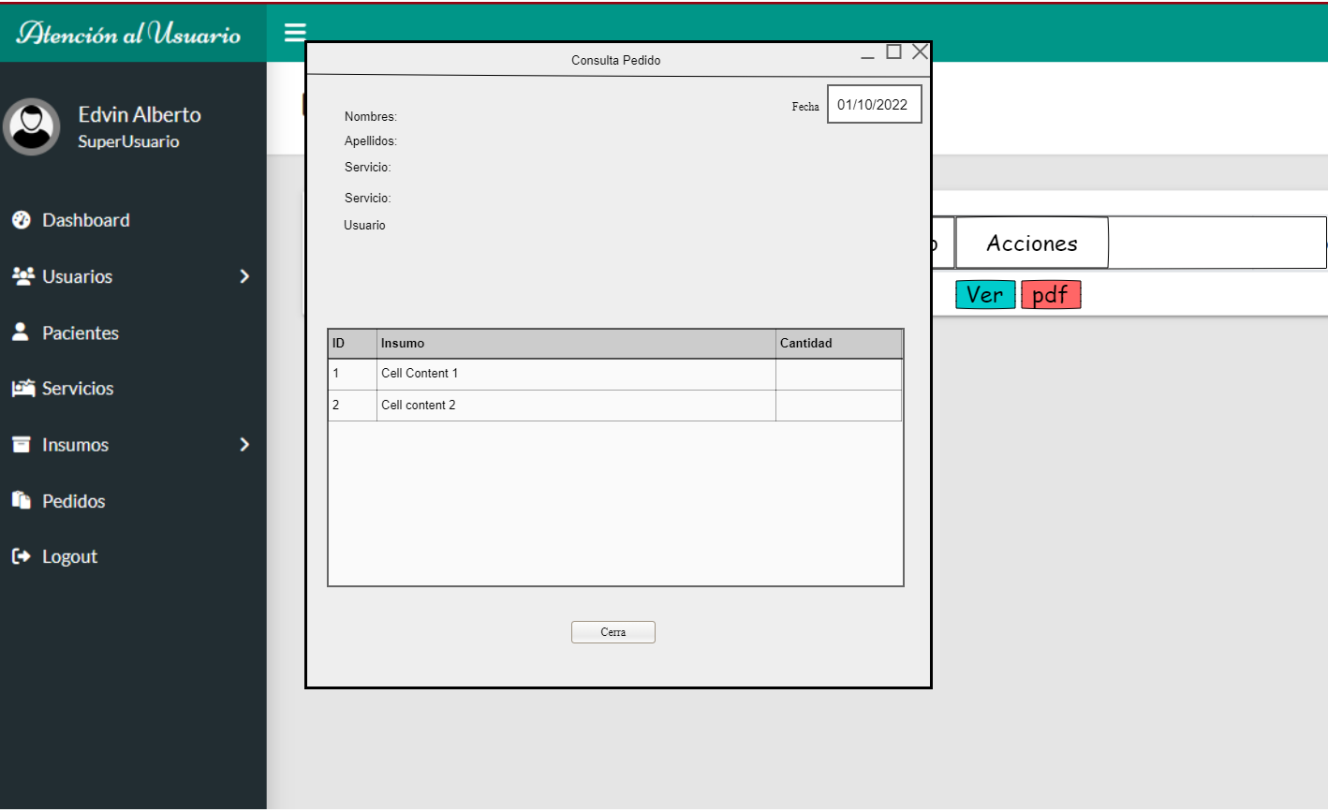 Atención al Usuario
Edvin Alberto
SuperUsuario
Dashboard
Usuarios
Pacientes
Servicios
Insumos
Pedidos
Logout
Consulta Pedido
Fecha 01/10/2022
Nombres:
Apellidos:
Servicio:
Servicio:
Usuario
ID Insumo Cantidad
1 Cell Content 1
2 Cell content 2
Cerra
Acciones
Ver pdf